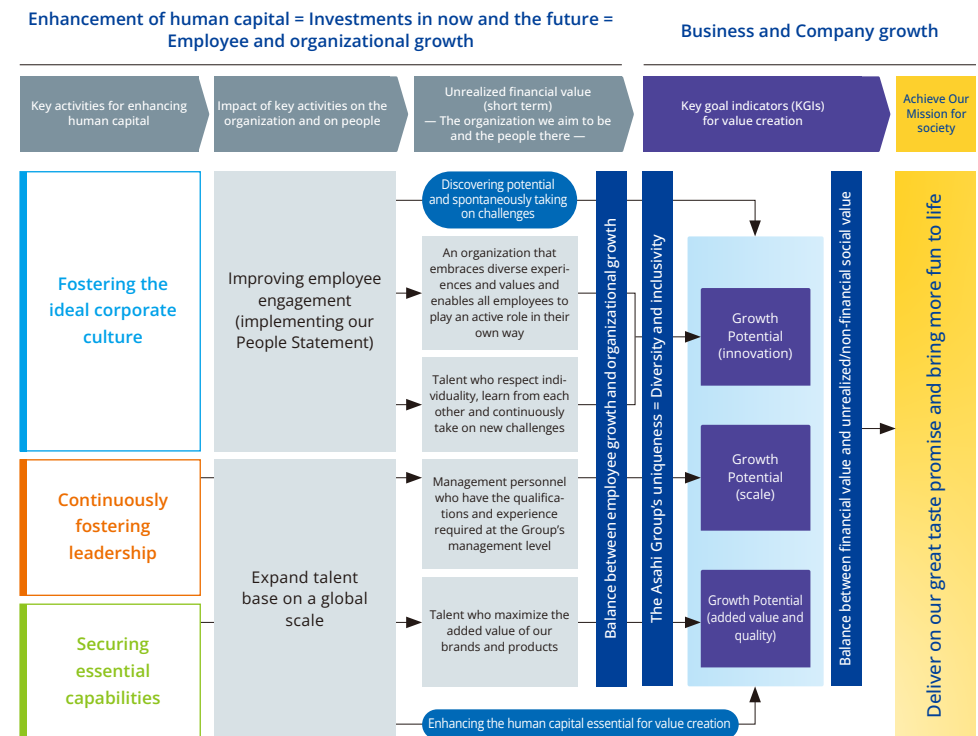 Enhancement of human capital = Investments in now and the future =
Employee and organizational growth
Business and Company growth
Key activities for enhancing
human capital
Impact of key activities on the
organization and on people
Unrealized financial value
(short term)
— The organization we aim to be
and the people there —
Key goal indicators (KGIs)
for value creation
Achieve Our
Mission for
society
Fostering the
ideal corporate
culture
Continuously
fostering
leadership
Securing
essential
capabilities
Improving employee
engagement
(implementing our
People Statement)
Expand talent
base on a global
scale
Discovering potential
and spontaneously taking
on challenges
An organization that
embraces diverse experi-
ences and values and
enables all employees to
play an active role in their
own way
Talent who respect indi-
viduality, learn from each
other and continuously
take on new challenges
Management personnel
who have the qualifica-
tions and experience
required at the Group's
management level
Talent who maximize the
added value of our
brands and products
Enhancing the human capital essential for value creation
Balance between employee growth and organizational growth
The Asahi Group's uniqueness = Diversity and inclusivity
Growth
Potential
(innovation)
Growth
Potential
(scale)
Growth Potential
(added value and
quality)
Balance between financial value and unrealized/non-financial social value
Deliver on our great taste promise and bring more fun to life